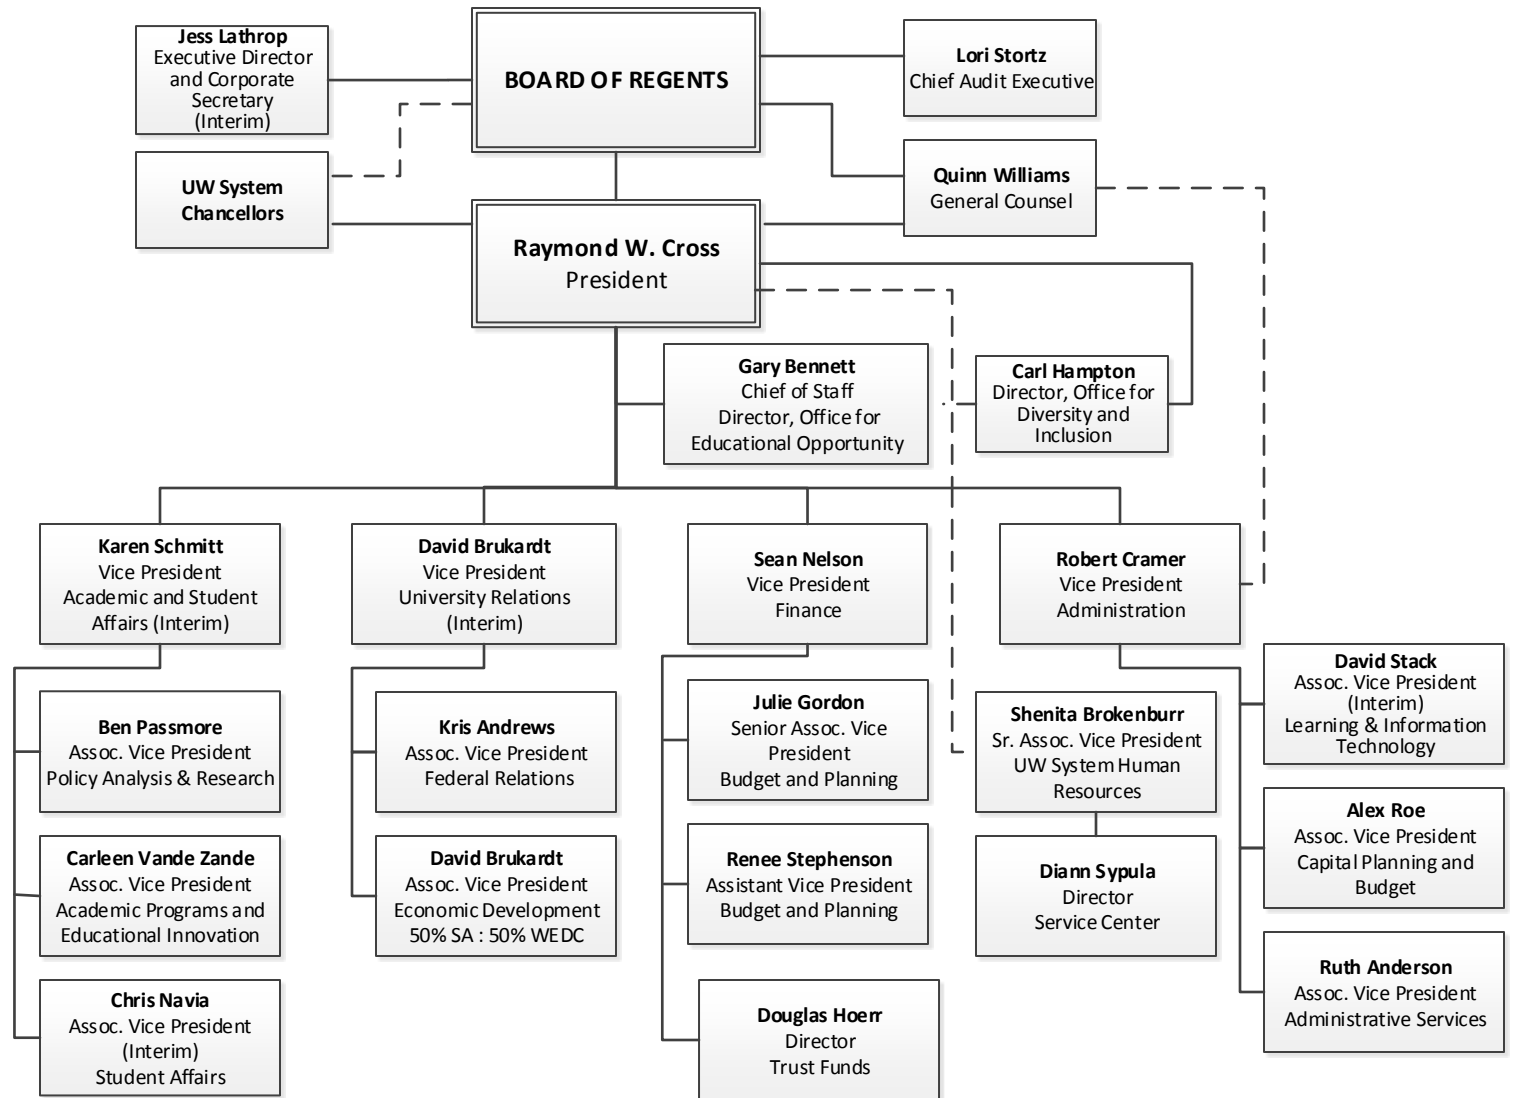 Jess Lathrop
Executive Director
and Corporate
Secretary
(Interim)
BOARD OF REGENTS
Lori Stortz
Chief Audit Executive
UW System
Chancellors
Quinn Williams
General Counsel
Raymond W. Cross
President
Gary Bennett
Chief of Staff
Director, Office for
Educational Opportunity
Carl Hampton
Director, Office for
Diversity and
Inclusion
Karen Schmitt
Vice President
Academic and Student
Affairs (Interim)
David Brukardt
Vice President
University Relations
(Interim)
Sean Nelson
Vice President
Finance
Robert Cramer
Vice President
Administration
Ben Passmore
Assoc. Vice President
Policy Analysis & Research
Kris Andrews
Assoc. Vice President
Federal Relations
Julie Gordon
Senior Assoc. Vice
President
Budget and Planning
Shenita Brokenburr
Sr. Assoc. Vice President
UW System Human
Resources
David Stack
Assoc. Vice President
(Interim)
Learning & Information
Technology
Carleen Vande Zande
Assoc. Vice President
Academic Programs and
Educational Innovation
David Brukardt
Assoc. Vice President
Economic Development
50% SA : 50% WEDC
Renee Stephenson
Assistant Vice President
Budget and Planning
Diann Sypula
Director
Service Center
Alex Roe
Assoc. Vice President
Capital Planning and
Budget
Chris Navia
Assoc. Vice President
(Interim)
Student Affairs
Douglas Hoerr
Director
Trust Funds
Ruth Anderson
Assoc. Vice President
Administrative Services